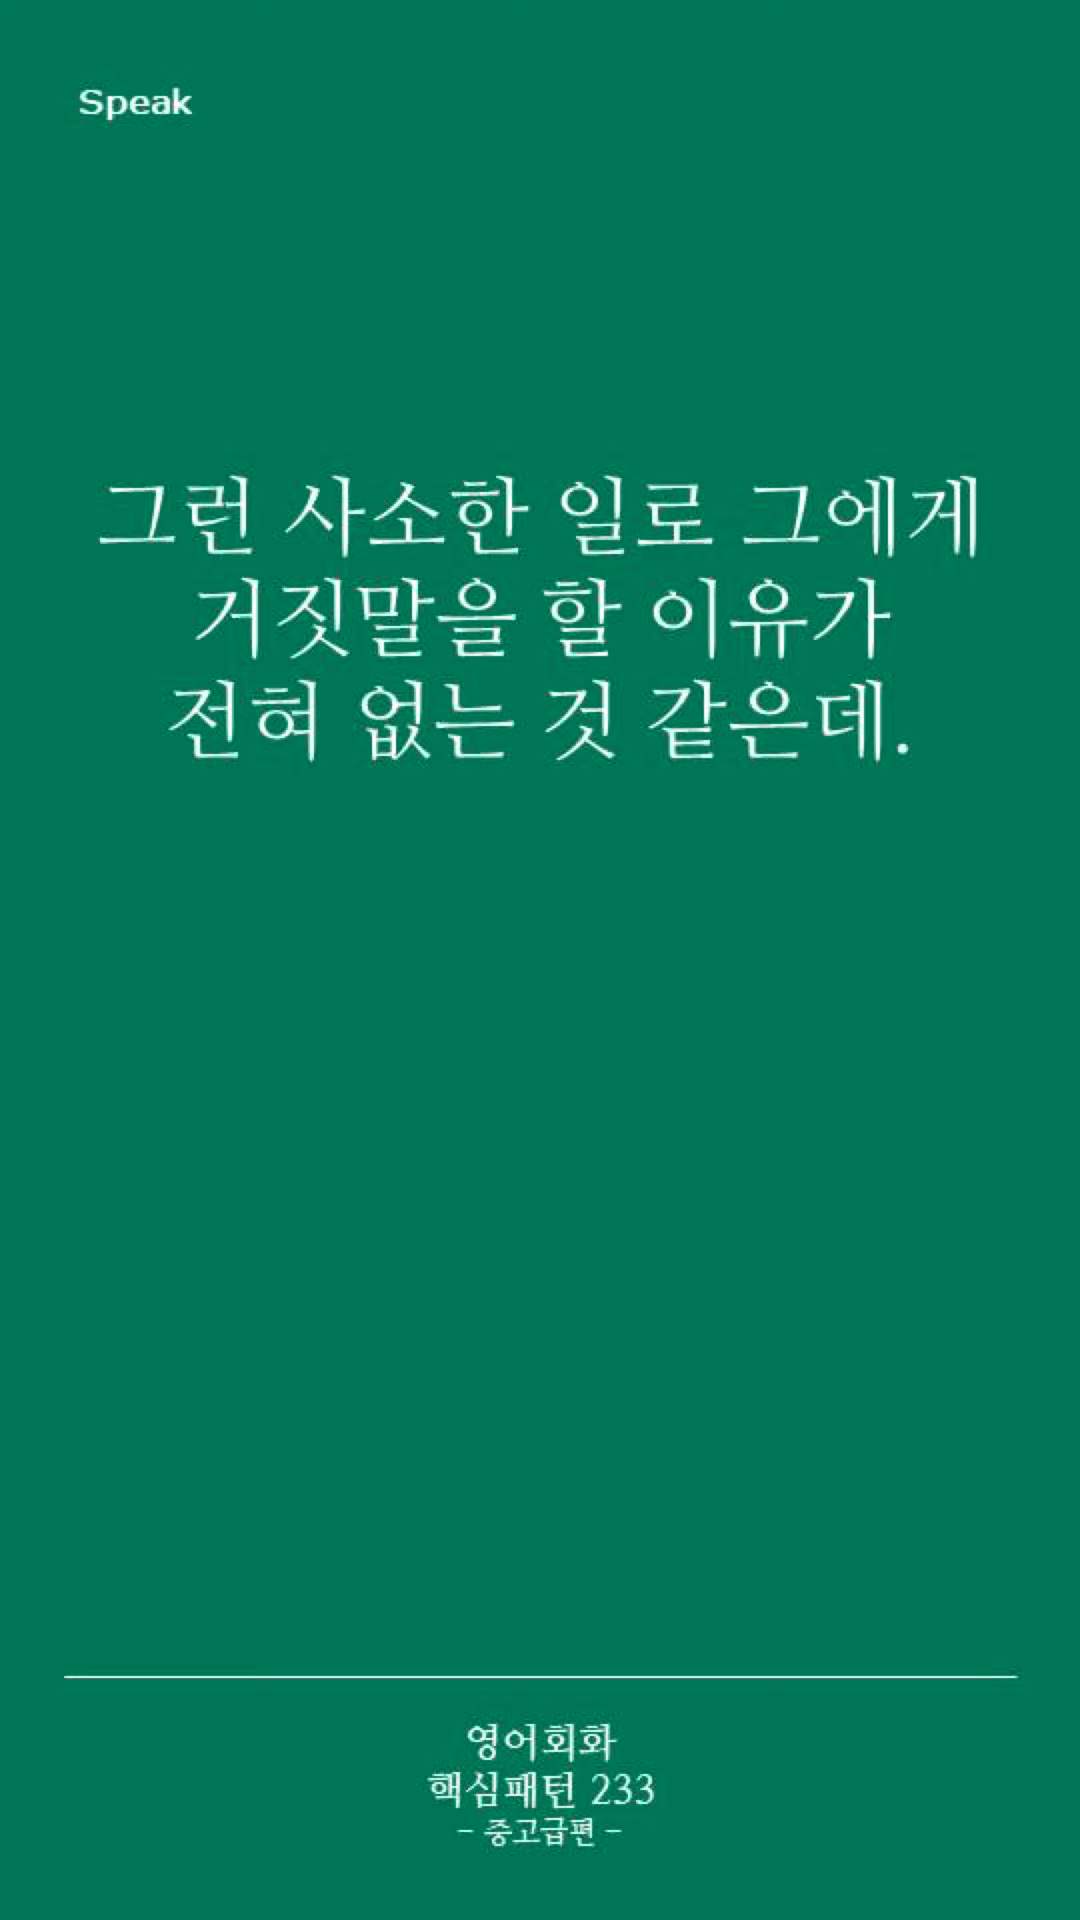 Speak
그런 사소한 일로 그에게
거짓말을 할 이유가
전혀 없는 것 같은데.
영어회화
핵심패턴 233
- 중고급편 -